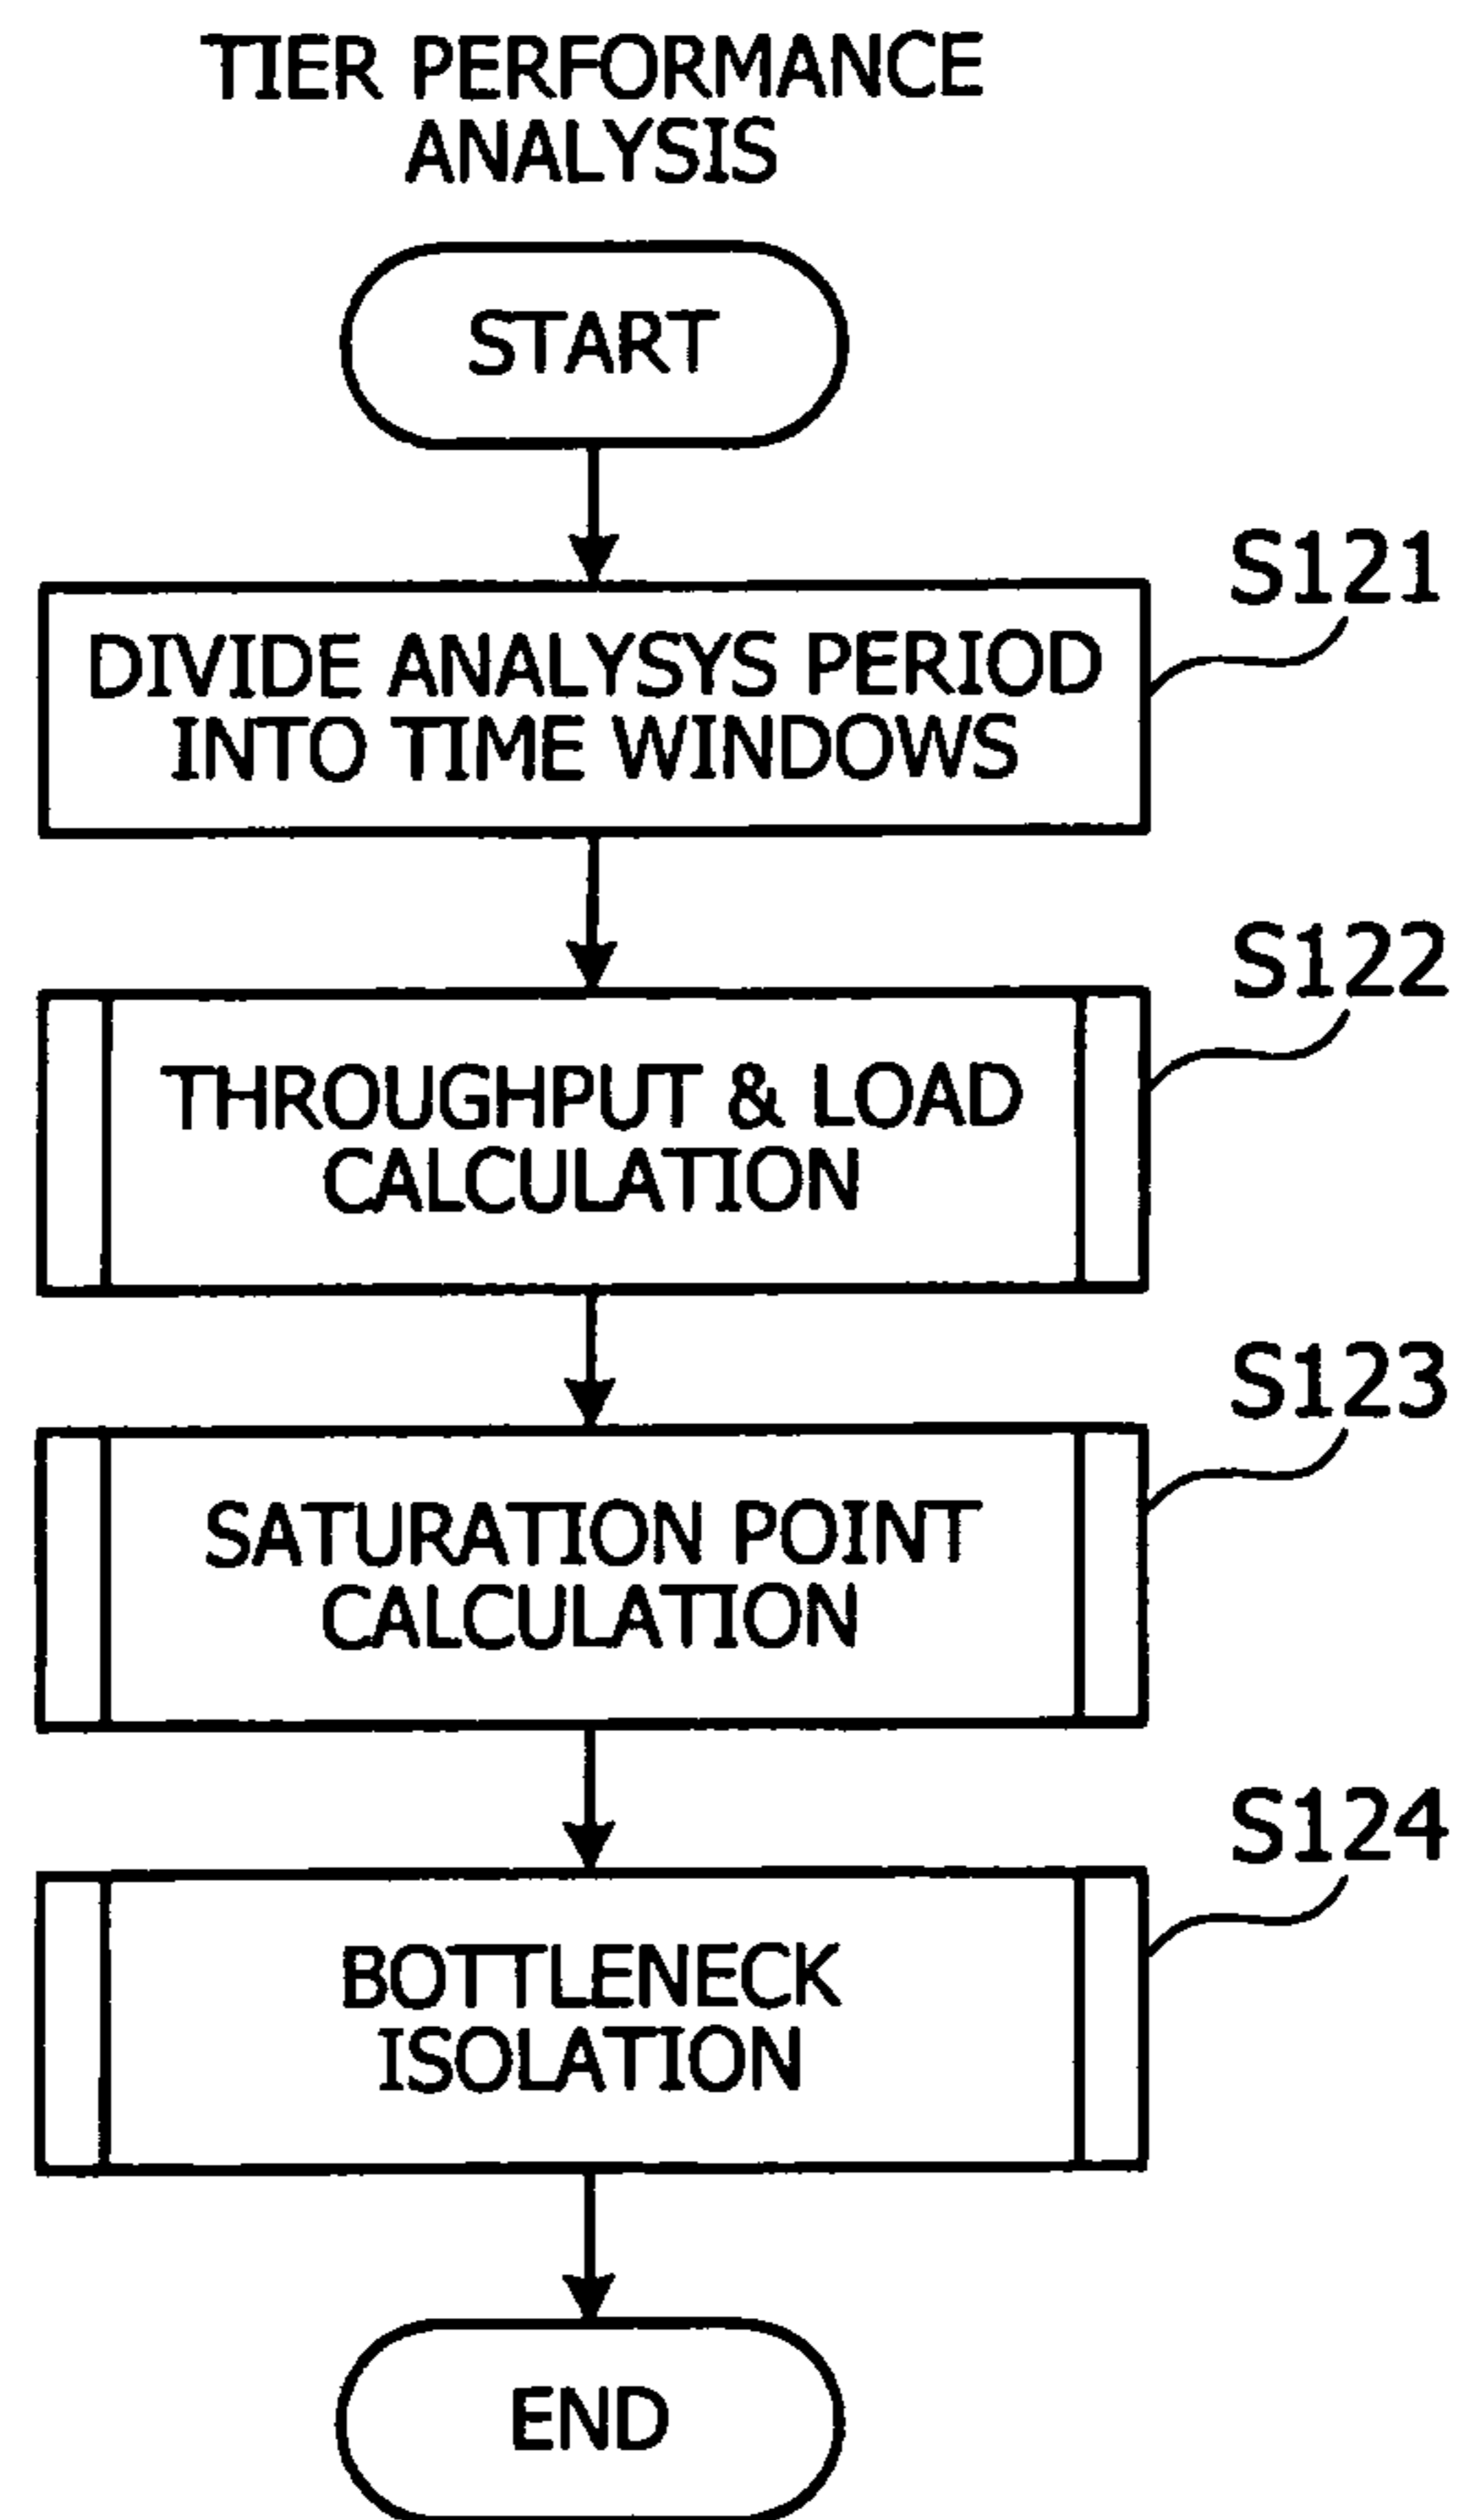 TIER PERFORMANCE
ANALYSIS
START
S121
DIVIDE ANALYSYS PERIOD
INTO TIME WINDOWS
S122
THROUGHPUT & LOAD
CALCULATION
S123
SATURATION POINT
CALCULATION
S124
BOTTLENECK
ISOLATION
END